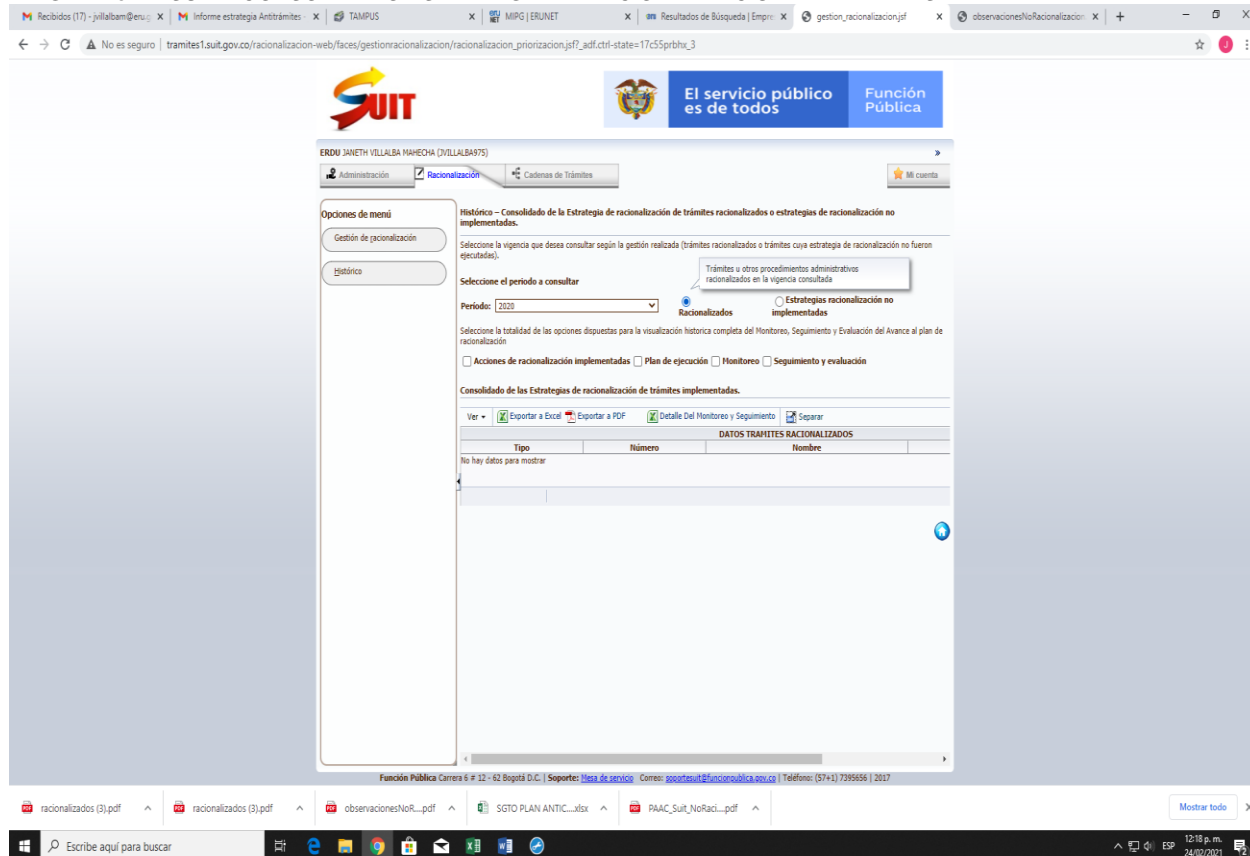 Recibidos (17) - jvillalbam@eru.g
Informe estrategia Antitrámites -
TAMPUS
MIPG | ERUNET
Resultados de Búsqueda | Empre
gestion_racionalizacion.jsf
observacionesNoRacionalizacion.
No es seguro | tramites1.suit.gov.co/racionalizacion-web/faces/gestionracionalizacion/racionalizacion_priorizacion.jsf?_adf.ctrl-state=17c55prbhx_3
SUIT
El servicio público
es de todos
Función
Pública
ERDU JANETH VILLALBA MAHECHA (JVILLALBA975)
Administración
Racionalización
Cadenas de Trámites
Mi cuenta
Opciones de menú
Gestión de racionalización
Histórico
Histórico – Consolidado de la Estrategia de racionalización de trámites racionalizados o estrategias de racionalización no
implementadas.
Seleccione la vigencia que desea consultar según la gestión realizada (trámites racionalizados o trámites cuya estrategia de racionalización no fueron
ejecutadas).
Trámites u otros procedimientos administrativos
racionalizados en la vigencia consultada
Seleccione el periodo a consultar
Período: 2020
Racionalizados
Estrategias racionalización no
implementadas
Seleccione la totalidad de las opciones dispuestas para la visualización historica completa del Monitoreo, Seguimiento y Evaluación del Avance al plan de
racionalización
Acciones de racionalización implementadas Plan de ejecución Monitoreo Seguimiento y evaluación
Consolidado de las Estrategias de racionalización de trámites implementadas.
Ver Exportar a Excel Exportar a PDF Detalle Del Monitoreo y Seguimiento Separar
DATOS TRAMITES RACIONALIZADOS
Tipo Número Nombre
No hay datos para mostrar
Función Pública Carrera 6 # 12 - 62 Bogotá D.C. | Soporte: Mesa de servicio Correo: soportesuit@funcionpublica.gov.co | Teléfono: (57+1) 7395656 | 2017
racionalizados (3).pdf
racionalizados (3).pdf
observacionesNoR....pdf
SGTO PLAN ANTIC....xlsx
PAAC_Suit_NoRaci....pdf
Mostrar todo
Escribe aquí para buscar
ESP
12:18 p. m.
24/02/2021